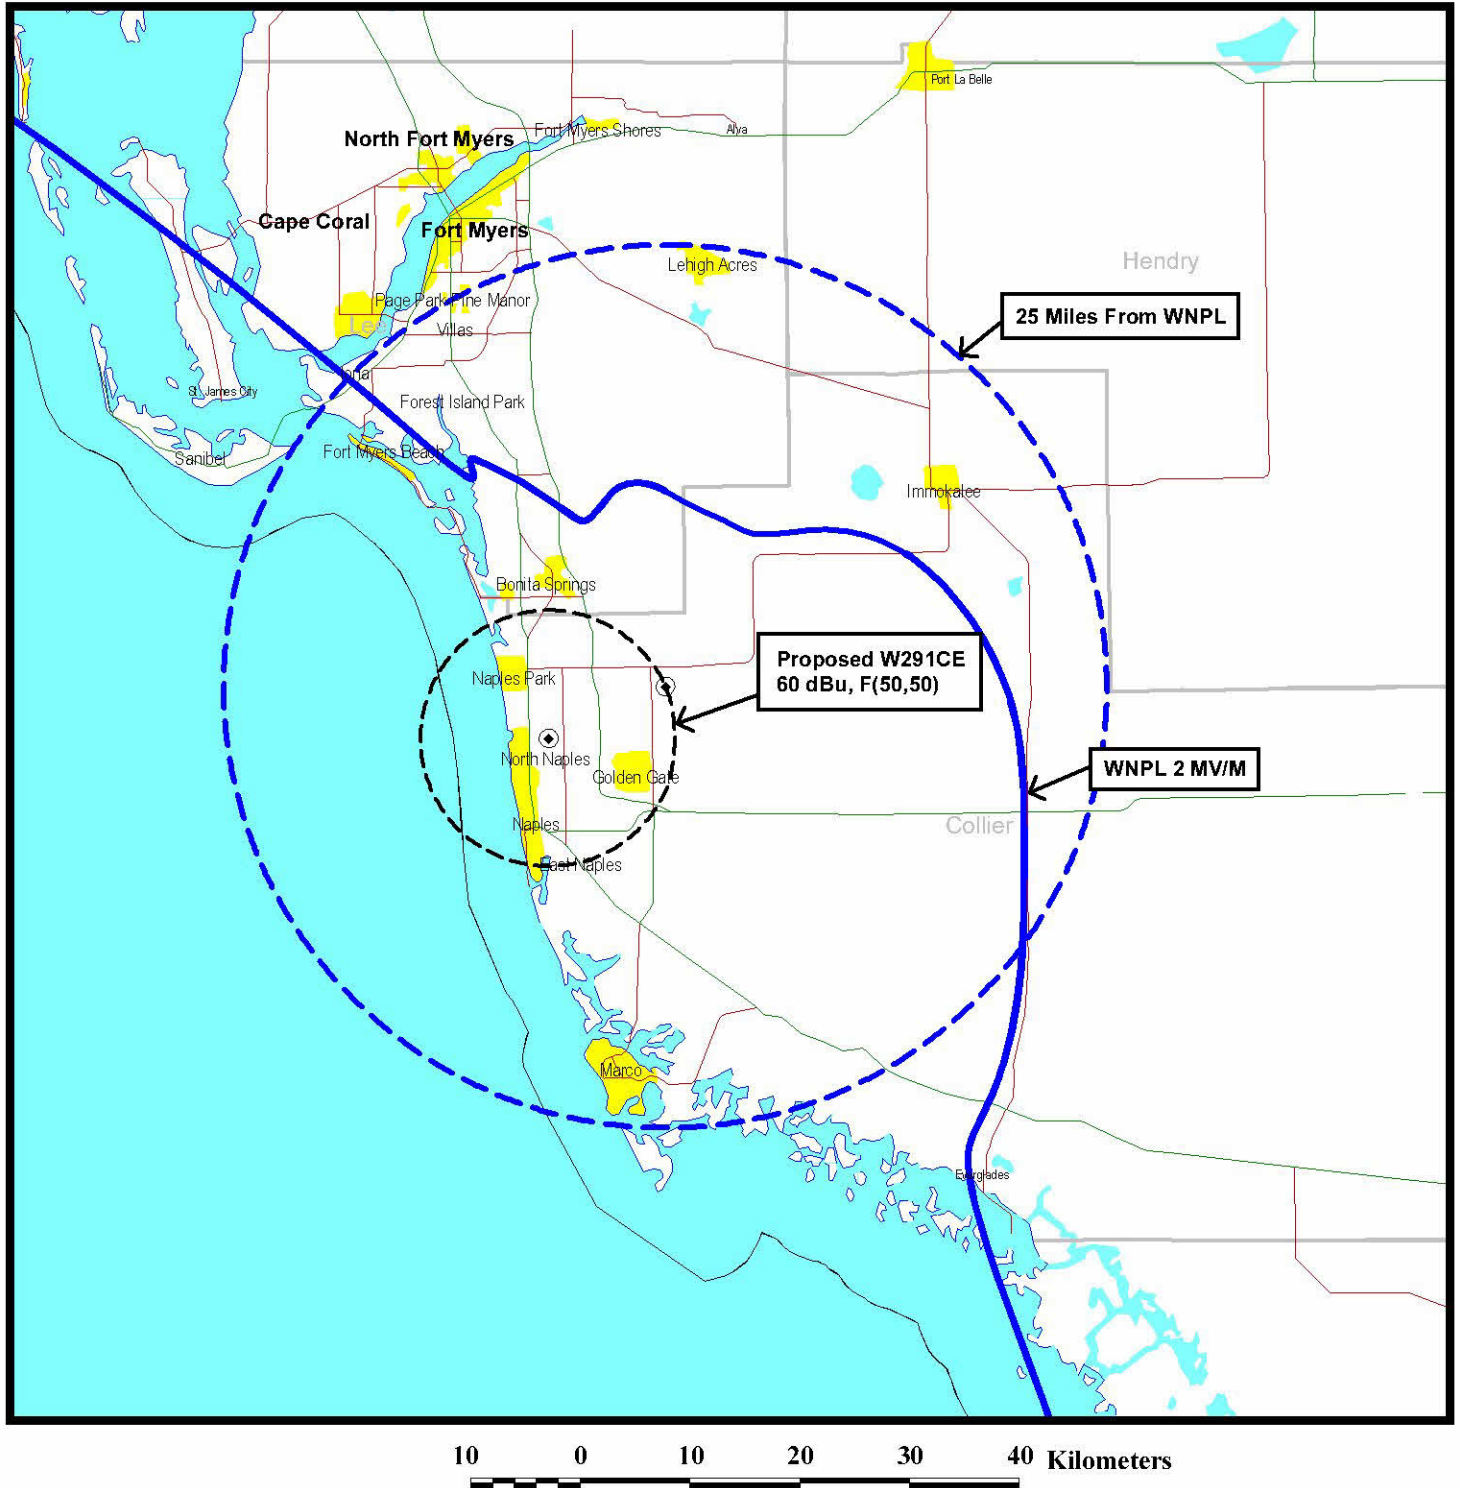 Port La Belle
Fort Myers Shores
Alva
North Fort Myers
Cape Coral
Fort Myers
Lehigh Acres
Hendry
Page Park Pine Manor
25 Miles From WNPL
Lee
Villas
St. James City
Forest Island Park
Sanibel
Fort Myers Beach
Immokalee
Bonita Springs
Proposed W291CE
60 dBu, F(50,50)
Naples Park
North Naples
Golden Gate
WNPL 2 MV/M
Naples
Collier
East Naples
Marco
Everglades
10 0 10 20 30 40 Kilometers